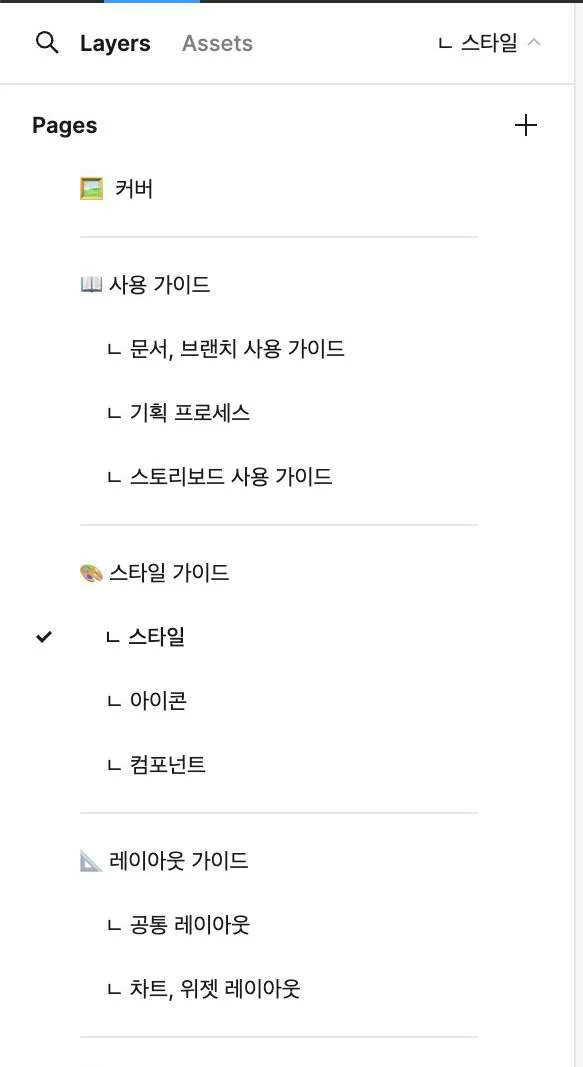 Layers Assets ㄴ 스타일
Pages
커버
사용 가이드
ㄴ 문서, 브랜치 사용 가이드
ㄴ 기획 프로세스
ㄴ 스토리보드 사용 가이드
스타일 가이드
ㄴ 스타일
ㄴ 아이콘
ㄴ 컴포넌트
레이아웃 가이드
ㄴ 공통 레이아웃
ㄴ 차트, 위젯 레이아웃